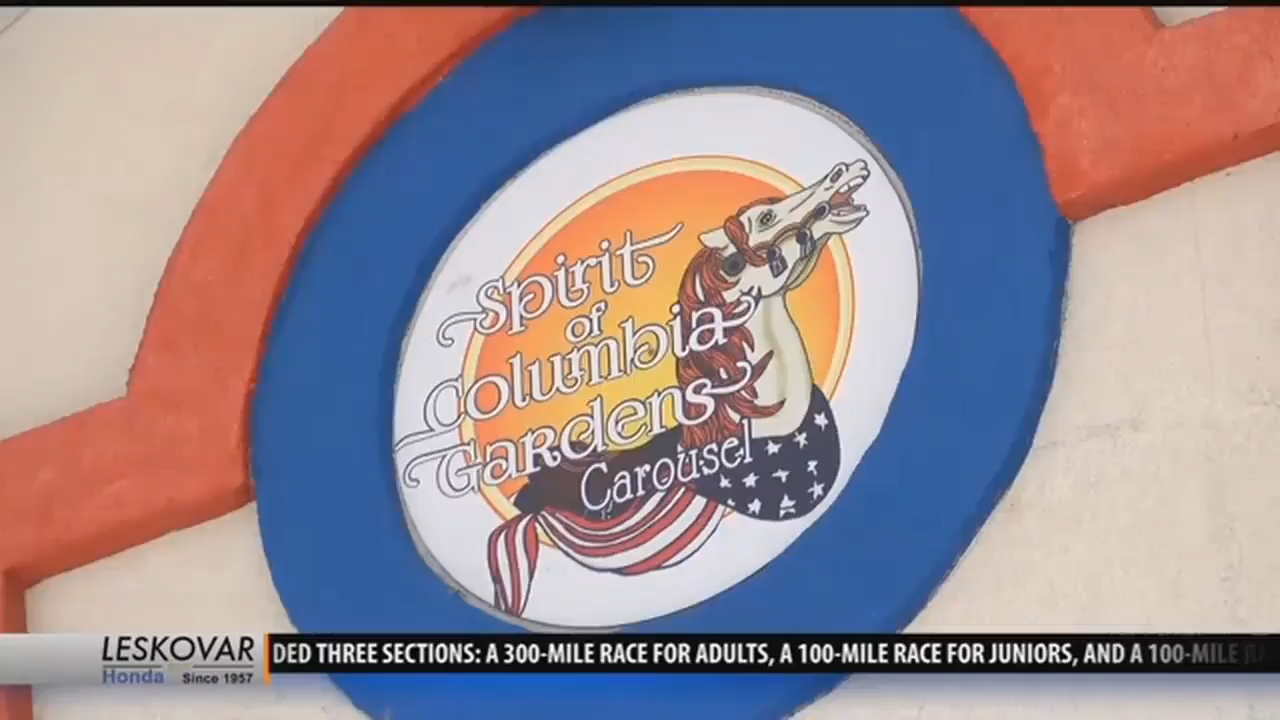 Spirit
of
Columbia
Gardens
Carousel
LESKOVAR
Honda Since 1957
DED THREE SECTIONS: A 300-MILE RACE FOR ADULTS, A 100-MILE RACE FOR JUNIORS, AND A 100-MILE